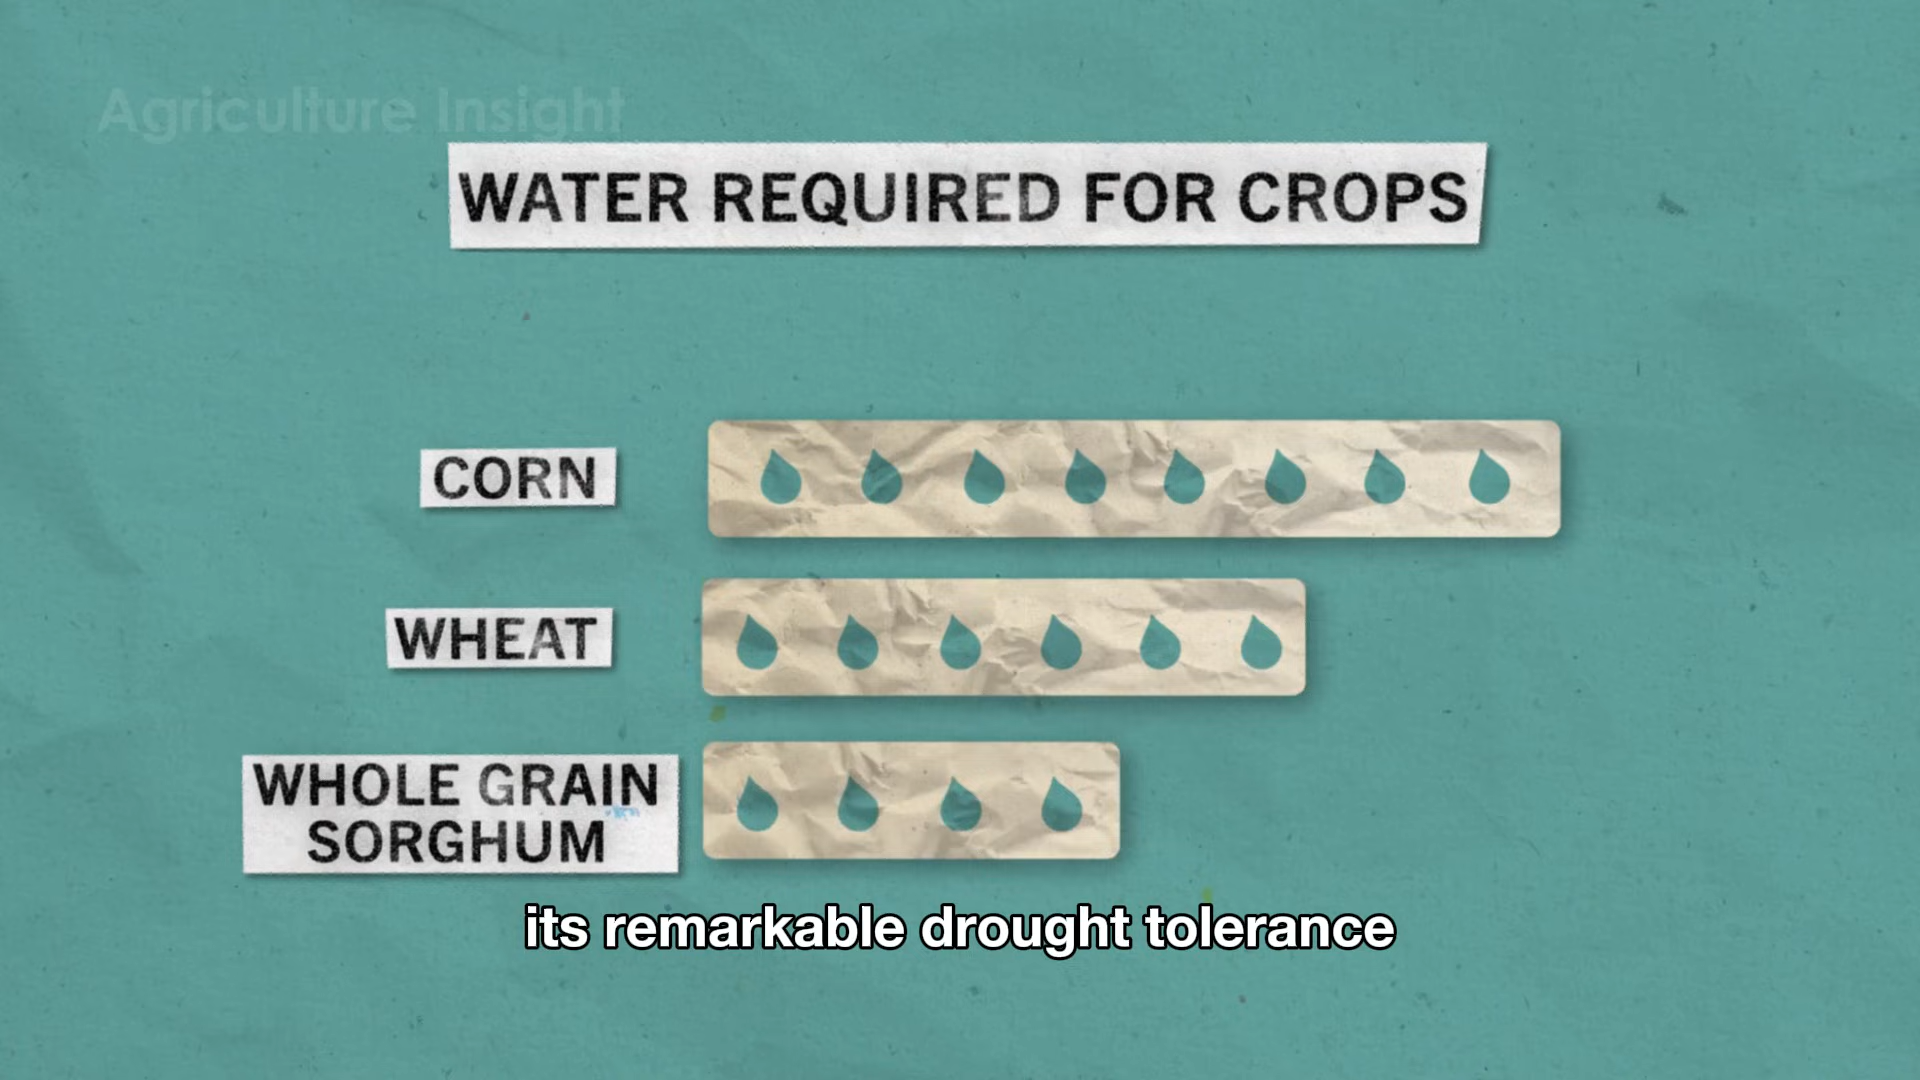 Agriculture Insight
WATER REQUIRED FOR CROPS
CORN
WHEAT
WHOLE GRAIN
SORGHUM
its remarkable drought tolerance